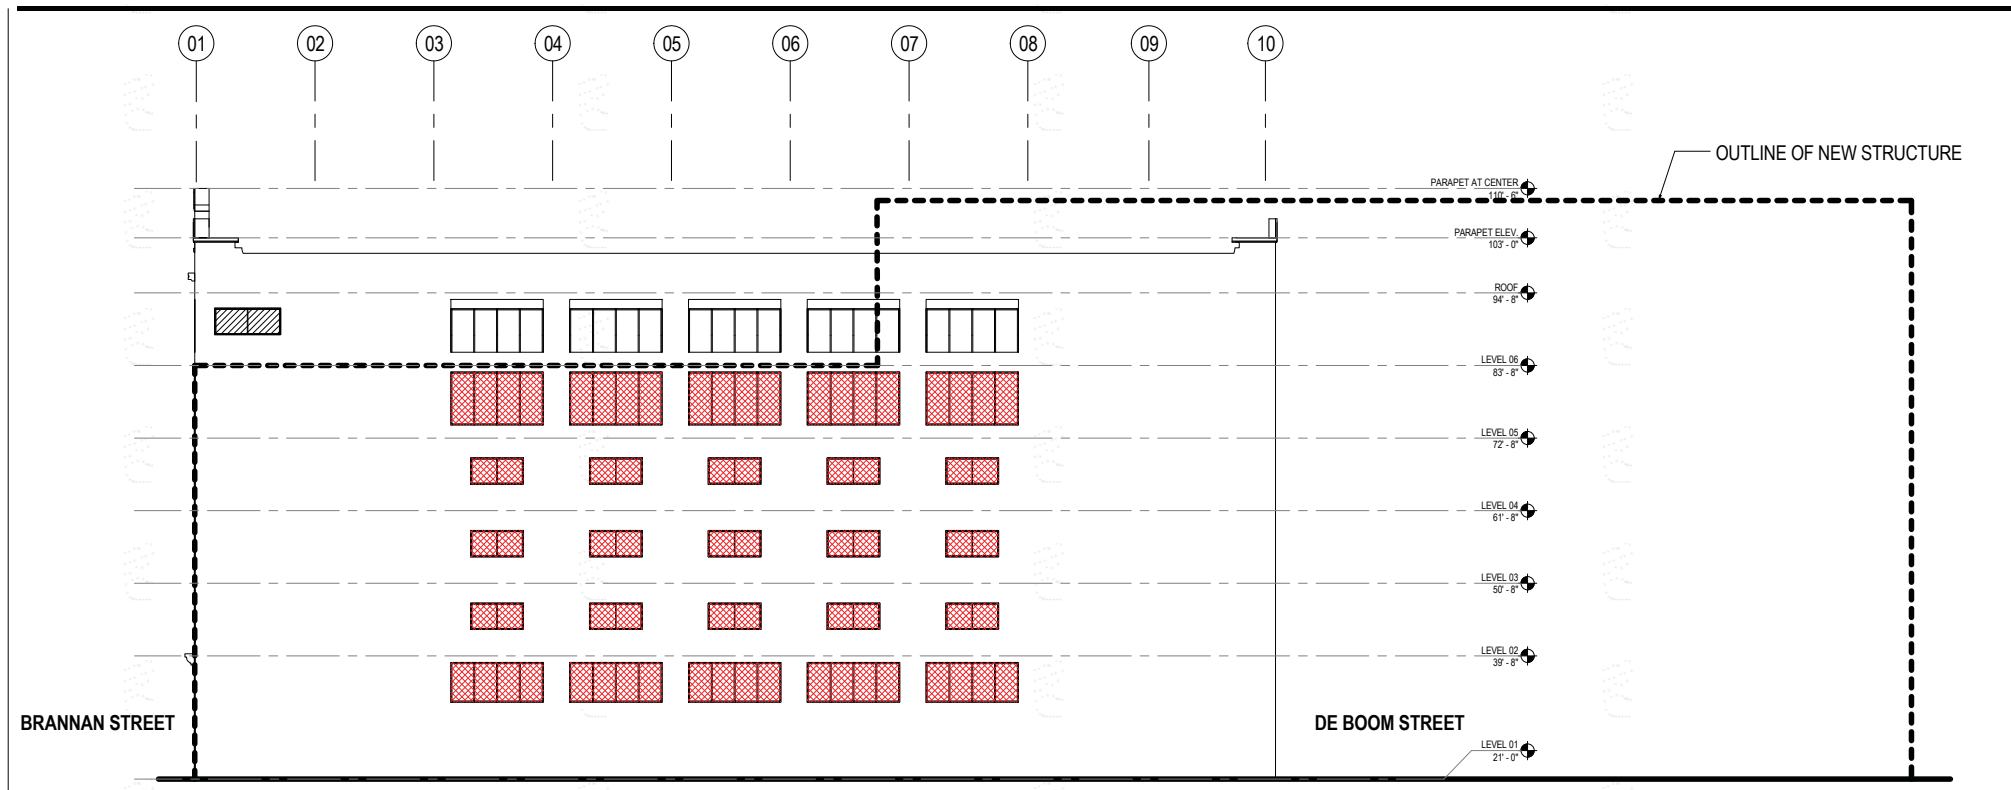 01 02 03 04 05 06 07 08 09 10
OUTLINE OF NEW STRUCTURE
PARAPET AT CENTER
110' - 6"
PARAPET ELEV.
103' - 0"
ROOF
94' - 8"
LEVEL 06
83' - 8"
LEVEL 05
72' - 8"
LEVEL 04
61' - 8"
LEVEL 03
50' - 8"
LEVEL 02
39' - 8"
BRANNAN STREET
DE BOOM STREET
LEVEL 01
21' - 0"